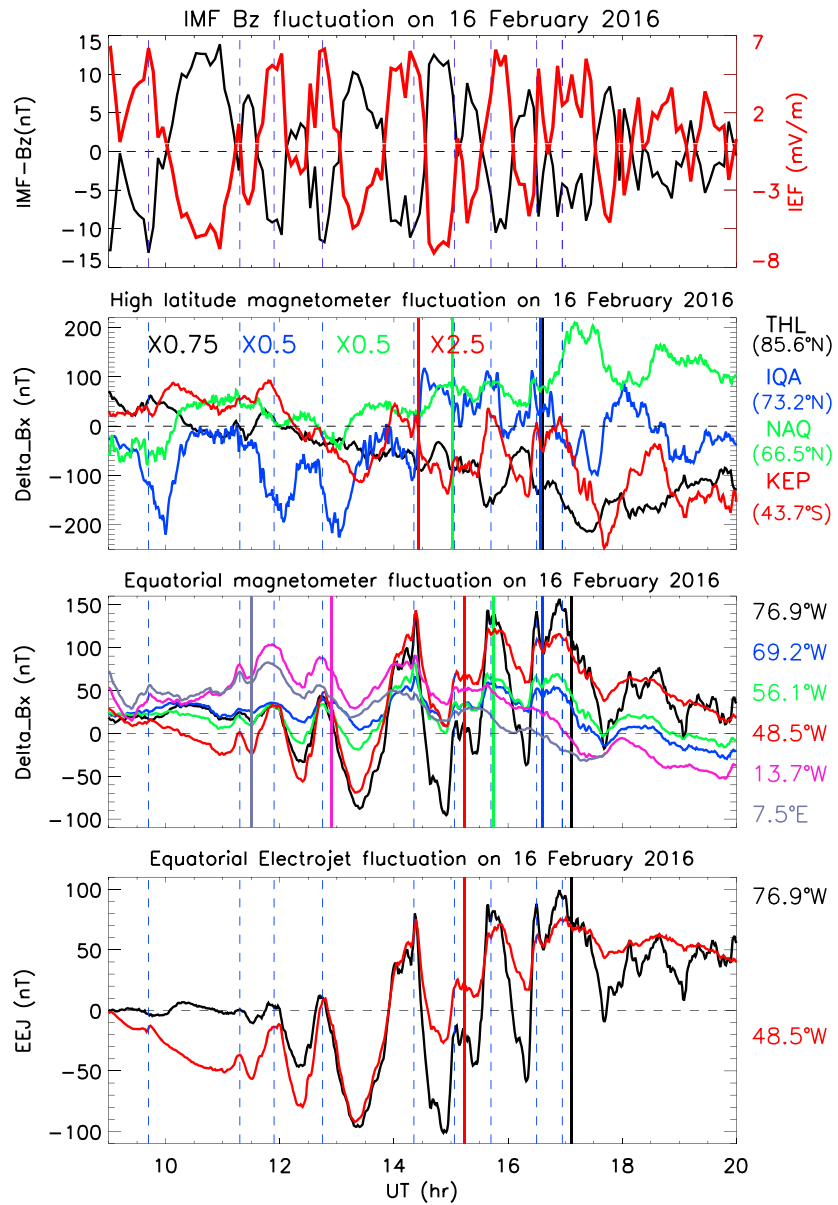 IMF Bz fluctuation on 16 February 2016
15
10
5
0
−5
−10
−15
IMF−Bz(nT)
7
2
−3
−8
IEF (mV/m)
High latitude magnetometer fluctuation on 16 February 2016
200
100
0
−100
−200
Delta_Bx (nT)
X0.75
X0.5
X0.5
X2.5
THL
(85.6°N)
IQA
(73.2°N)
NAQ
(66.5°N)
KEP
(43.7°S)
Equatorial magnetometer fluctuation on 16 February 2016
150
100
50
0
−50
−100
Delta_Bx (nT)
76.9°W
69.2°W
56.1°W
48.5°W
13.7°W
7.5°E
Equatorial Electrojet fluctuation on 16 February 2016
100
50
0
−50
−100
EEJ (nT)
76.9°W
48.5°W
10 12 14 16 18 20
UT (hr)